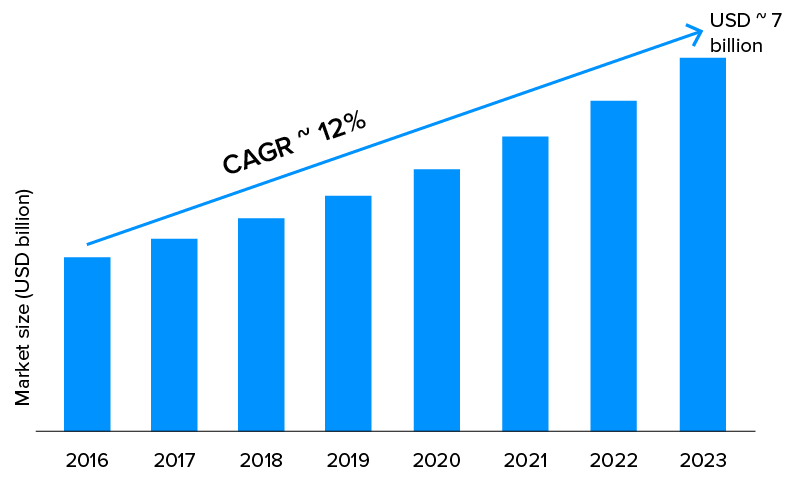 USD ~ 7
billion
CAGR ~ 12%
Market size (USD billion)
2016 2017 2018 2019 2020 2021 2022 2023